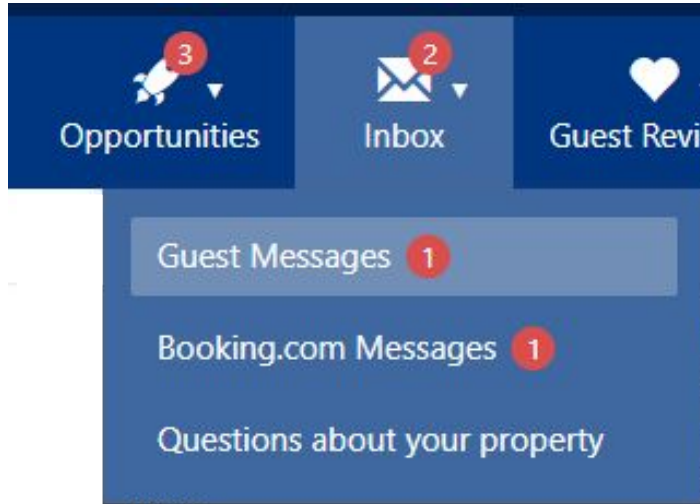 3
2
Opportunities
Inbox
Guest Revi
Guest Messages 1
Booking.com Messages 1
Questions about your property